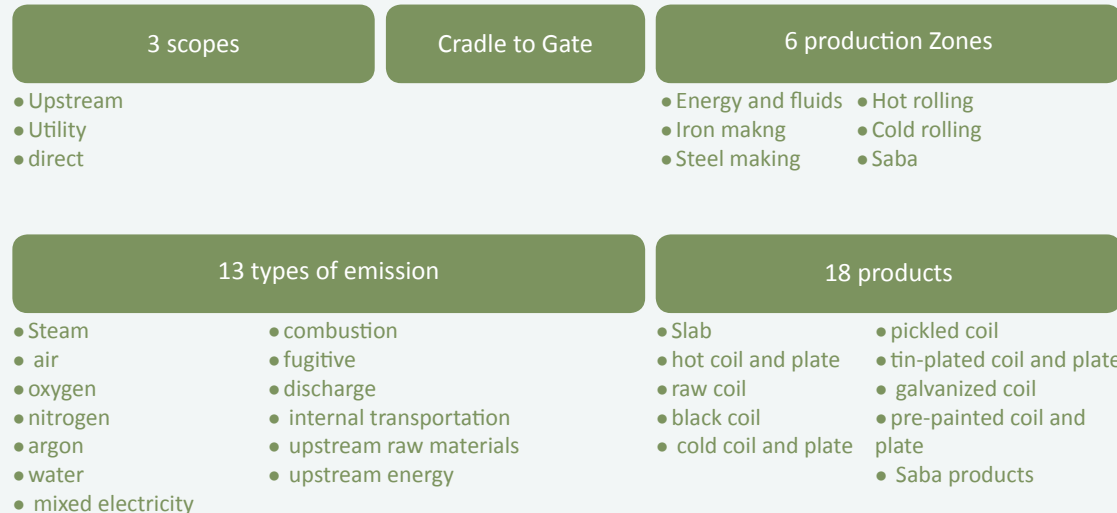 3 scopes
Cradle to Gate
6 production Zones
• Upstream
• Utility
• direct
• Energy and fluids
• Iron makng
• Steel making
• Hot rolling
• Cold rolling
• Saba
13 types of emission
18 products
• Steam
• air
• oxygen
• nitrogen
• argon
• water
• mixed electricity
• combustion
• fugitive
• discharge
• internal transportation
• upstream raw materials
• upstream energy
• Slab
• hot coil and plate
• raw coil
• black coil
• cold coil and plate
• pickled coil
• tin-plated coil and plate
• galvanized coil
• pre-painted coil and
plate
• Saba products